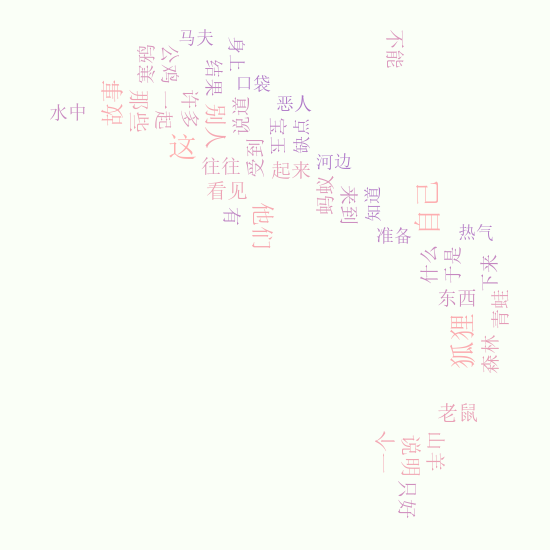 不能
马夫
身上
寒鸦
公鸡
结果
口袋
事故
那些
一起
许多
别人
说道
恶人
水中
这
受到
王宫
缺点
往往
起来
河边
看见
蚂蚁
来到
知道
自己
有
他们
准备
热气
什么
于是
下来
东西
青蛙
狐狸
森林
老鼠
一个
说明
山羊
只好